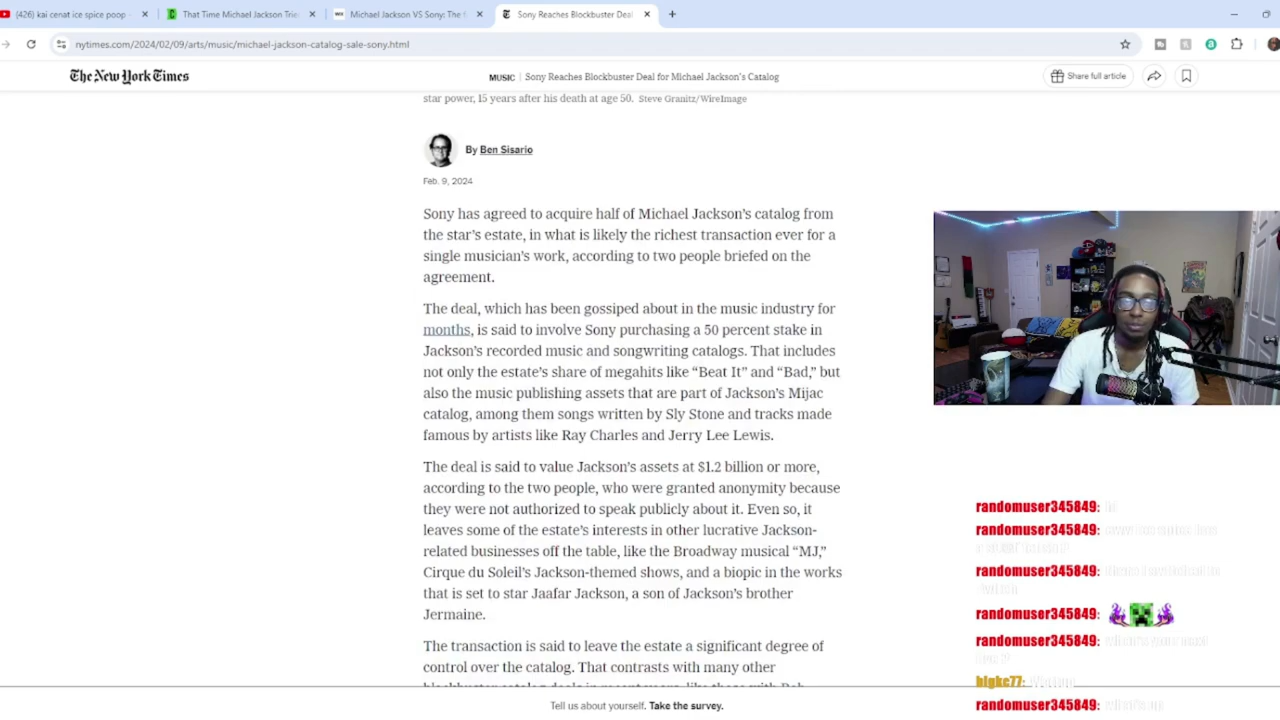 (426) kai cenat ice spice poop -
That Time Michael Jackson Trie
Michael Jackson VS Sony: The
Sony Reaches Blockbuster Deal
nytimes.com/2024/02/09/arts/music/michael-jackson-catalog-sale-sony.html
The New York Times
MUSIC | Sony Reaches Blockbuster Deal for Michael Jackson's Catalog
Share full article
star power, 15 years after his death at age 50. Steve Granitz/WireImage
By Ben Sisario
Feb. 9, 2024
Sony has agreed to acquire half of Michael Jackson's catalog from
the star's estate, in what is likely the richest transaction ever for a
single musician's work, according to two people briefed on the
agreement.
The deal, which has been gossiped about in the music industry for
months, is said to involve Sony purchasing a 50 percent stake in
Jackson's recorded music and songwriting catalogs. That includes
not only the estate's share of megahits like “Beat It” and “Bad,” but
also the music publishing assets that are part of Jackson's Mijac
catalog, among them songs written by Sly Stone and tracks made
famous by artists like Ray Charles and Jerry Lee Lewis.
The deal is said to value Jackson's assets at $1.2 billion or more,
according to the two people, who were granted anonymity because
they were not authorized to speak publicly about it. Even so, it
leaves some of the estate's interests in other lucrative Jackson-
related businesses off the table, like the Broadway musical “MJ,”
Cirque du Soleil's Jackson-themed shows, and a biopic in the works
that is set to star Jaafar Jackson, a son of Jackson's brother
Jermaine.
The transaction is said to leave the estate a significant degree of
control over the catalog. That contrasts with many other
Tell us about yourself. Take the survey.
randomuser345849: hi
randomuser345849:
randomuser345849:
randomuser345849:
randomuser345849:
blgkc77:
randomuser345849: what's up